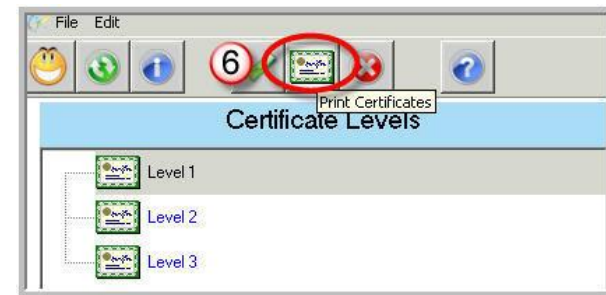 File Edit
6
Print Certificates
Certificate Levels
Level 1
Level 2
Level 3